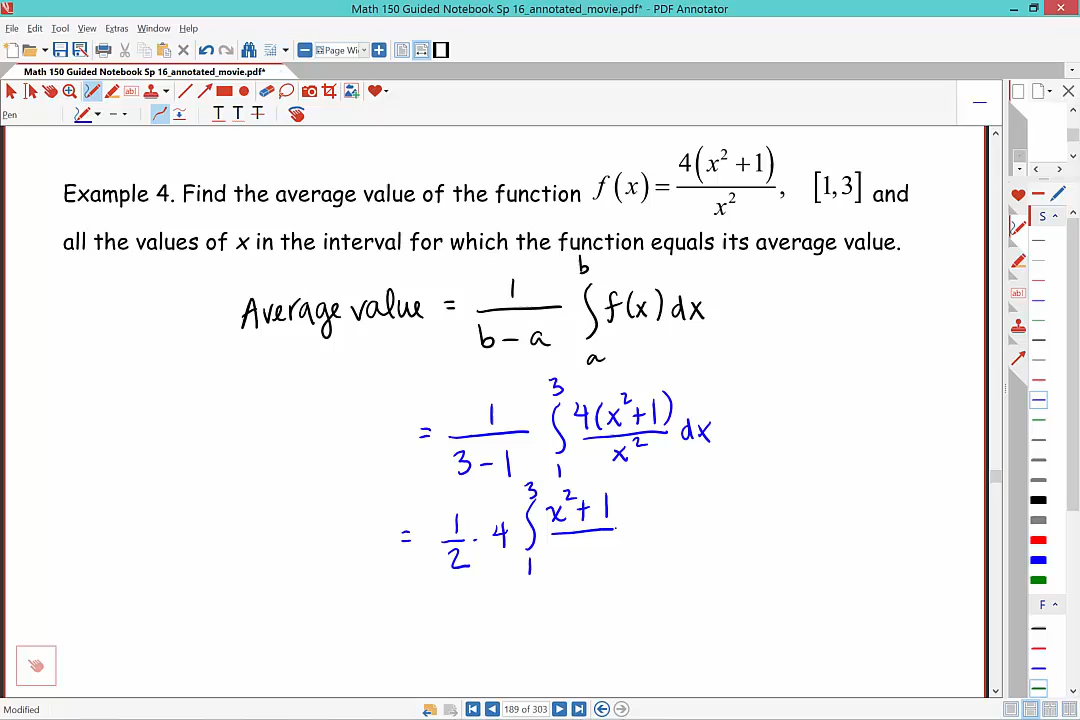 Math 150 Guided Notebook Sp 16_annotated_movie.pdf* - PDF Annotator
File Edit View Tool Extras Window Help
Page Wi
Math 150 Guided Notebook Sp 16_annotated_movie.pdf*
Pen
Example 4. Find the average value of the function f(x) = 4(x² + 1) / x², [1,3] and
all the values of x in the interval for which the function equals its average value.
Average value = 1/(b - a) ∫_a^b f(x) dx
= 1/(3 - 1) ∫_1^3 4(x² + 1)/x² dx
= 1/2 · 4 ∫_1^3 x² + 1
S
F
Modified
189 of 303